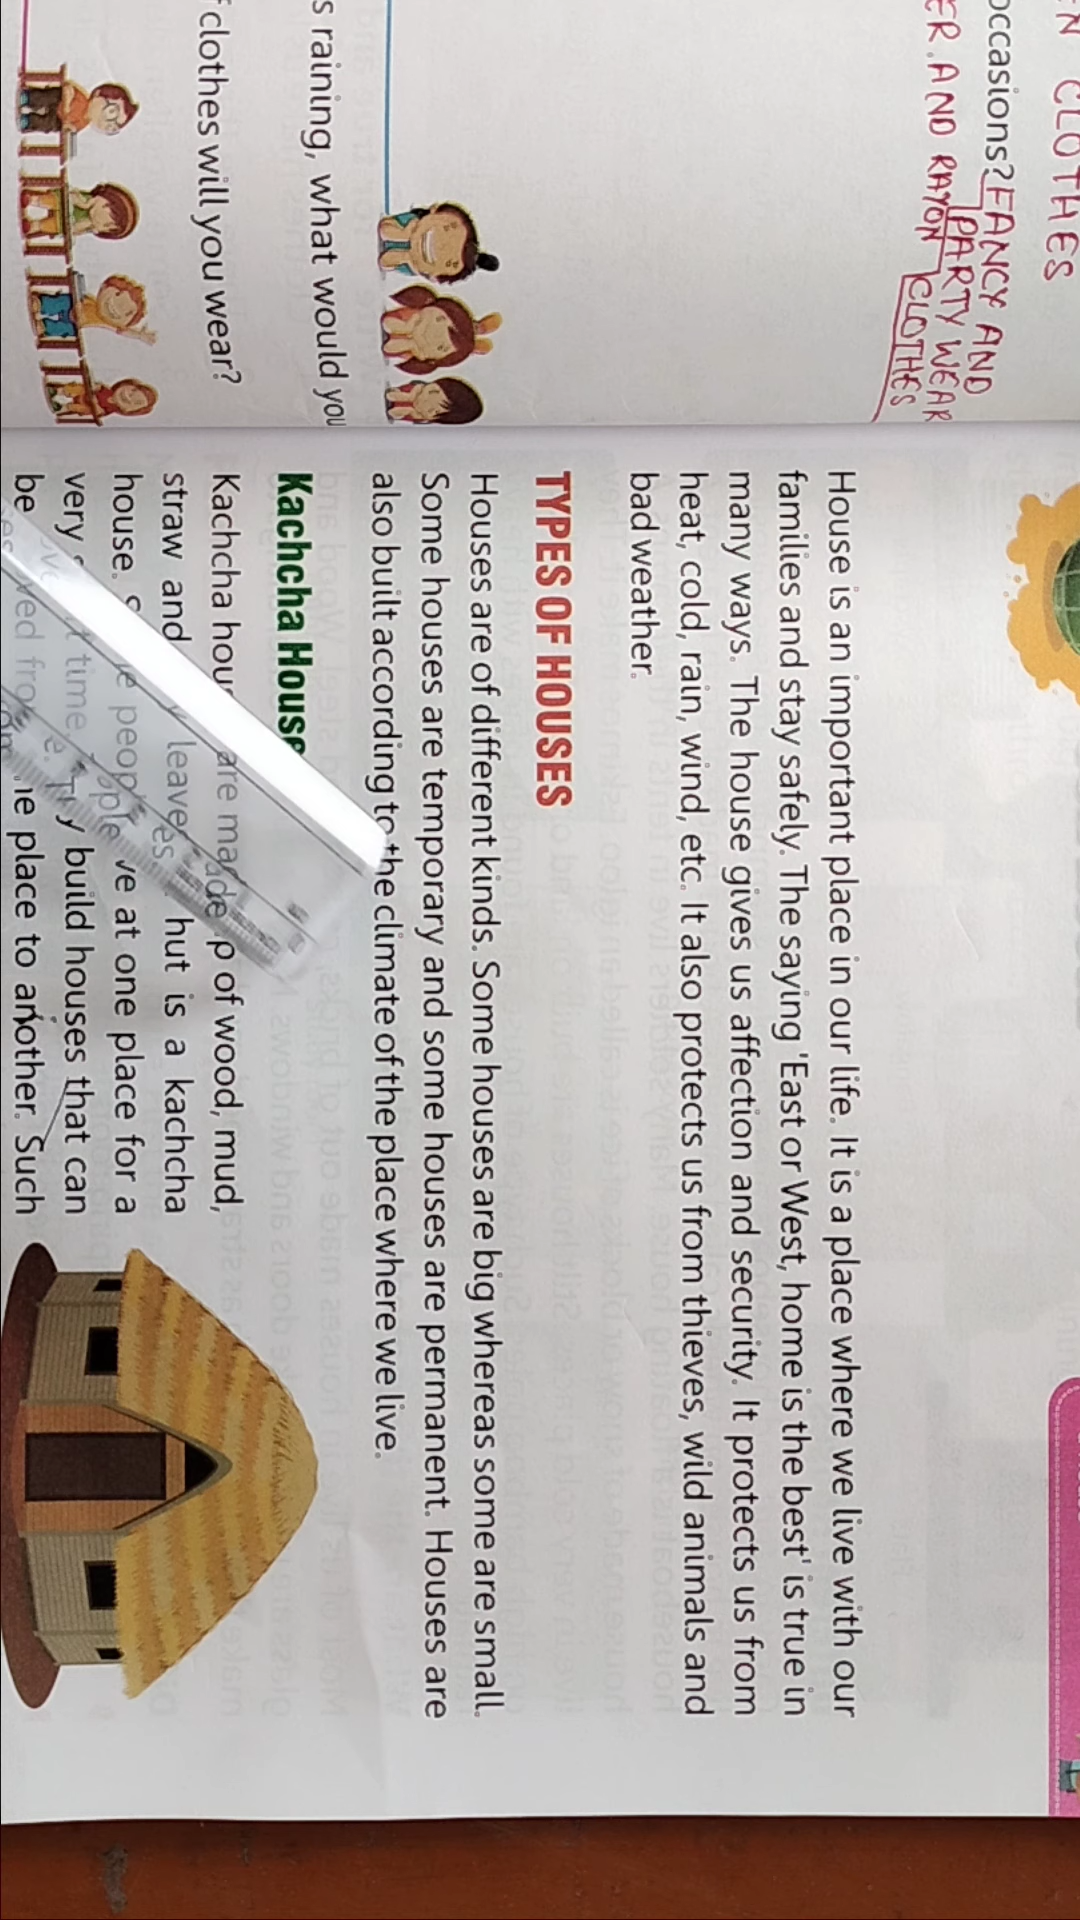 EN CLOTHES
occasions? FANCY AND
PARTY WEAR
ER AND RAYON CLOTHES
s raining, what would you
clothes will you wear?
House is an important place in our life. It is a place where we live with our
families and stay safely. The saying 'East or West, home is the best' is true in
many ways. The house gives us affection and security. It protects us from
heat, cold, rain, wind, etc. It also protects us from thieves, wild animals and
bad weather.
TYPES OF HOUSES
Houses are of different kinds. Some houses are big whereas some are small.
Some houses are temporary and some houses are permanent. Houses are
also built according to the climate of the place where we live.
Kachcha House
Kachcha are made of wood, mud,
straw and leaves. hut is a kachcha
house. people at one place for a
very time. build houses that can
be place to another. Such